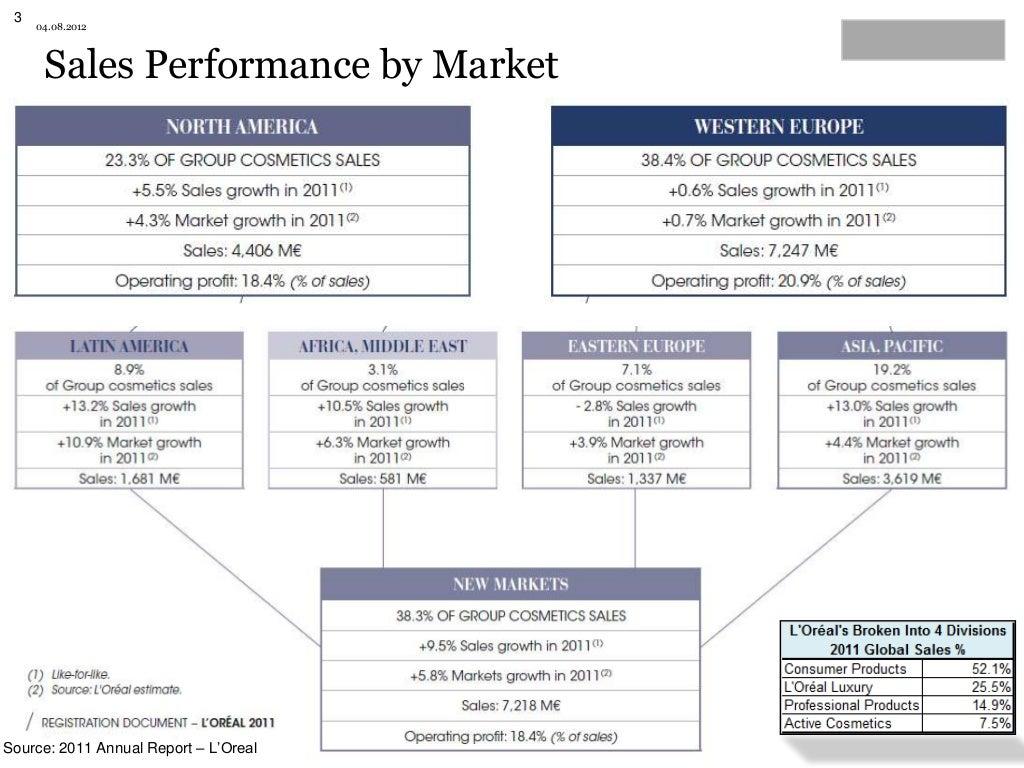 3
04.08.2012
Sales Performance by Market
NORTH AMERICA
23.3% OF GROUP COSMETICS SALES
+5.5% Sales growth in 2011(1)
+4.3% Market growth in 2011(2)
Sales: 4,406 M€
Operating profit: 18.4% (% of sales)
WESTERN EUROPE
38.4% OF GROUP COSMETICS SALES
+0.6% Sales growth in 2011(1)
+0.7% Market growth in 2011(2)
Sales: 7,247 M€
Operating profit: 20.9% (% of sales)
LATIN AMERICA
8.9%
of Group cosmetics sales
+13.2% Sales growth
in 2011(1)
+10.9% Market growth
in 2011(2)
Sales: 1,681 M€
AFRICA, MIDDLE EAST
3.1%
of Group cosmetics sales
+10.5% Sales growth
in 2011(1)
+6.3% Market growth
in 2011(2)
Sales: 581 M€
EASTERN EUROPE
7.1%
of Group cosmetics sales
- 2.8% Sales growth
in 2011(1)
+3.9% Market growth
in 2011(2)
Sales: 1,337 M€
ASIA, PACIFIC
19.2%
of Group cosmetics sales
+13.0% Sales growth
in 2011(1)
+4.4% Market growth
in 2011(2)
Sales: 3,619 M€
NEW MARKETS
38.3% OF GROUP COSMETICS SALES
+9.5% Sales growth in 2011(1)
+5.8% Markets growth in 2011(2)
Sales: 7,218 M€
Operating profit: 18.4% (% of sales)
L'Oréal's Broken Into 4 Divisions
2011 Global Sales %
Consumer Products 52.1%
L'Oréal Luxury 25.5%
Professional Products 14.9%
Active Cosmetics 7.5%
(1) Like-for-like.
(2) Source: L'Oréal estimate.
/ REGISTRATION DOCUMENT – L'ORÉAL 2011
Source: 2011 Annual Report – L'Oreal